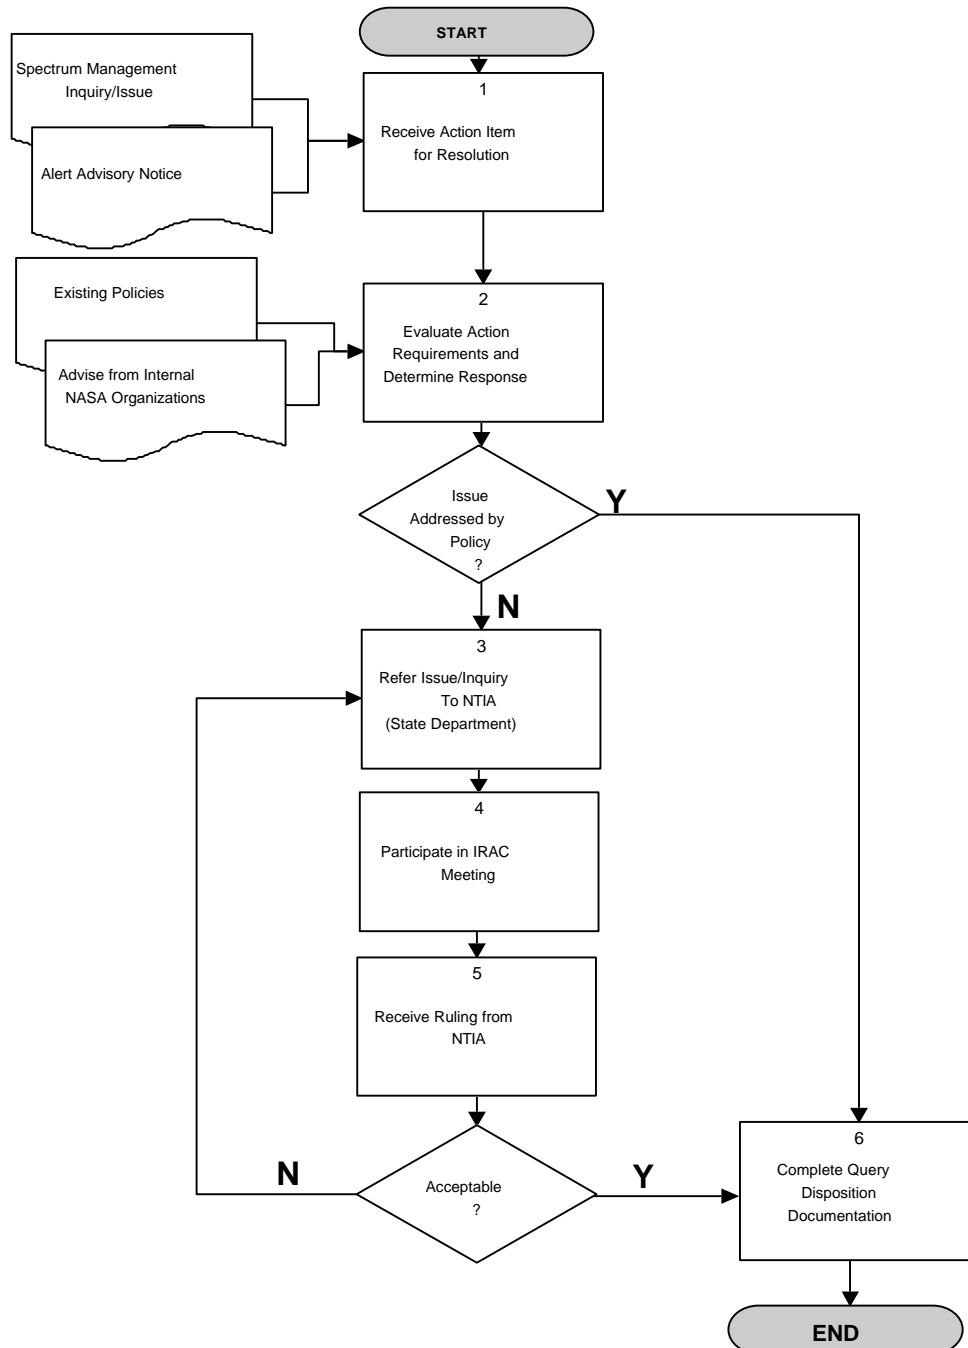 START
Spectrum Management
Inquiry/Issue
Alert Advisory Notice
1
Receive Action Item
for Resolution
Existing Policies
Advise from Internal
NASA Organizations
2
Evaluate Action
Requirements and
Determine Response
Issue
Addressed by
Policy
?
Y
N
3
Refer Issue/Inquiry
To NTIA
(State Department)
4
Participate in IRAC
Meeting
5
Receive Ruling from
NTIA
Acceptable
?
N
Y
6
Complete Query
Disposition
Documentation
END